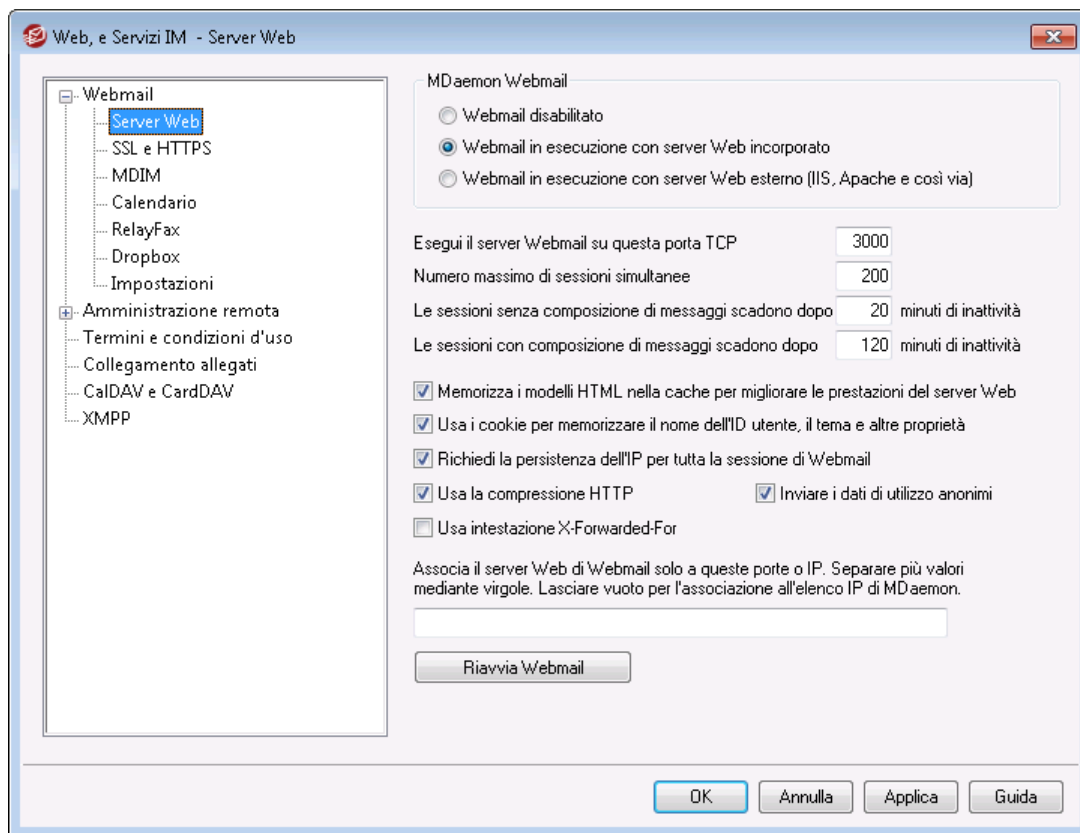 Web, e Servizi IM - Server Web
Webmail
Server Web
SSL e HTTPS
MDIM
Calendario
RelayFax
Dropbox
Impostazioni
Amministrazione remota
Termini e condizioni d'uso
Collegamento allegati
CalDAV e CardDAV
XMPP
MDaemon Webmail
Webmail disabilitato
Webmail in esecuzione con server Web incorporato
Webmail in esecuzione con server Web esterno (IIS, Apache e così via)
Esegui il server Webmail su questa porta TCP 3000
Numero massimo di sessioni simultanee 200
Le sessioni senza composizione di messaggi scadono dopo 20 minuti di inattività
Le sessioni con composizione di messaggi scadono dopo 120 minuti di inattività
Memorizza i modelli HTML nella cache per migliorare le prestazioni del server Web
Usa i cookie per memorizzare il nome dell'ID utente, il tema e altre proprietà
Richiedi la persistenza dell'IP per tutta la sessione di Webmail
Usa la compressione HTTP Inviare i dati di utilizzo anonimi
Usa intestazione X-Forwarded-For
Associa il server Web di Webmail solo a queste porte o IP. Separare più valori
mediante virgole. Lasciare vuoto per l'associazione all'elenco IP di MDaemon.
Riavvia Webmail
OK Annulla Applica Guida